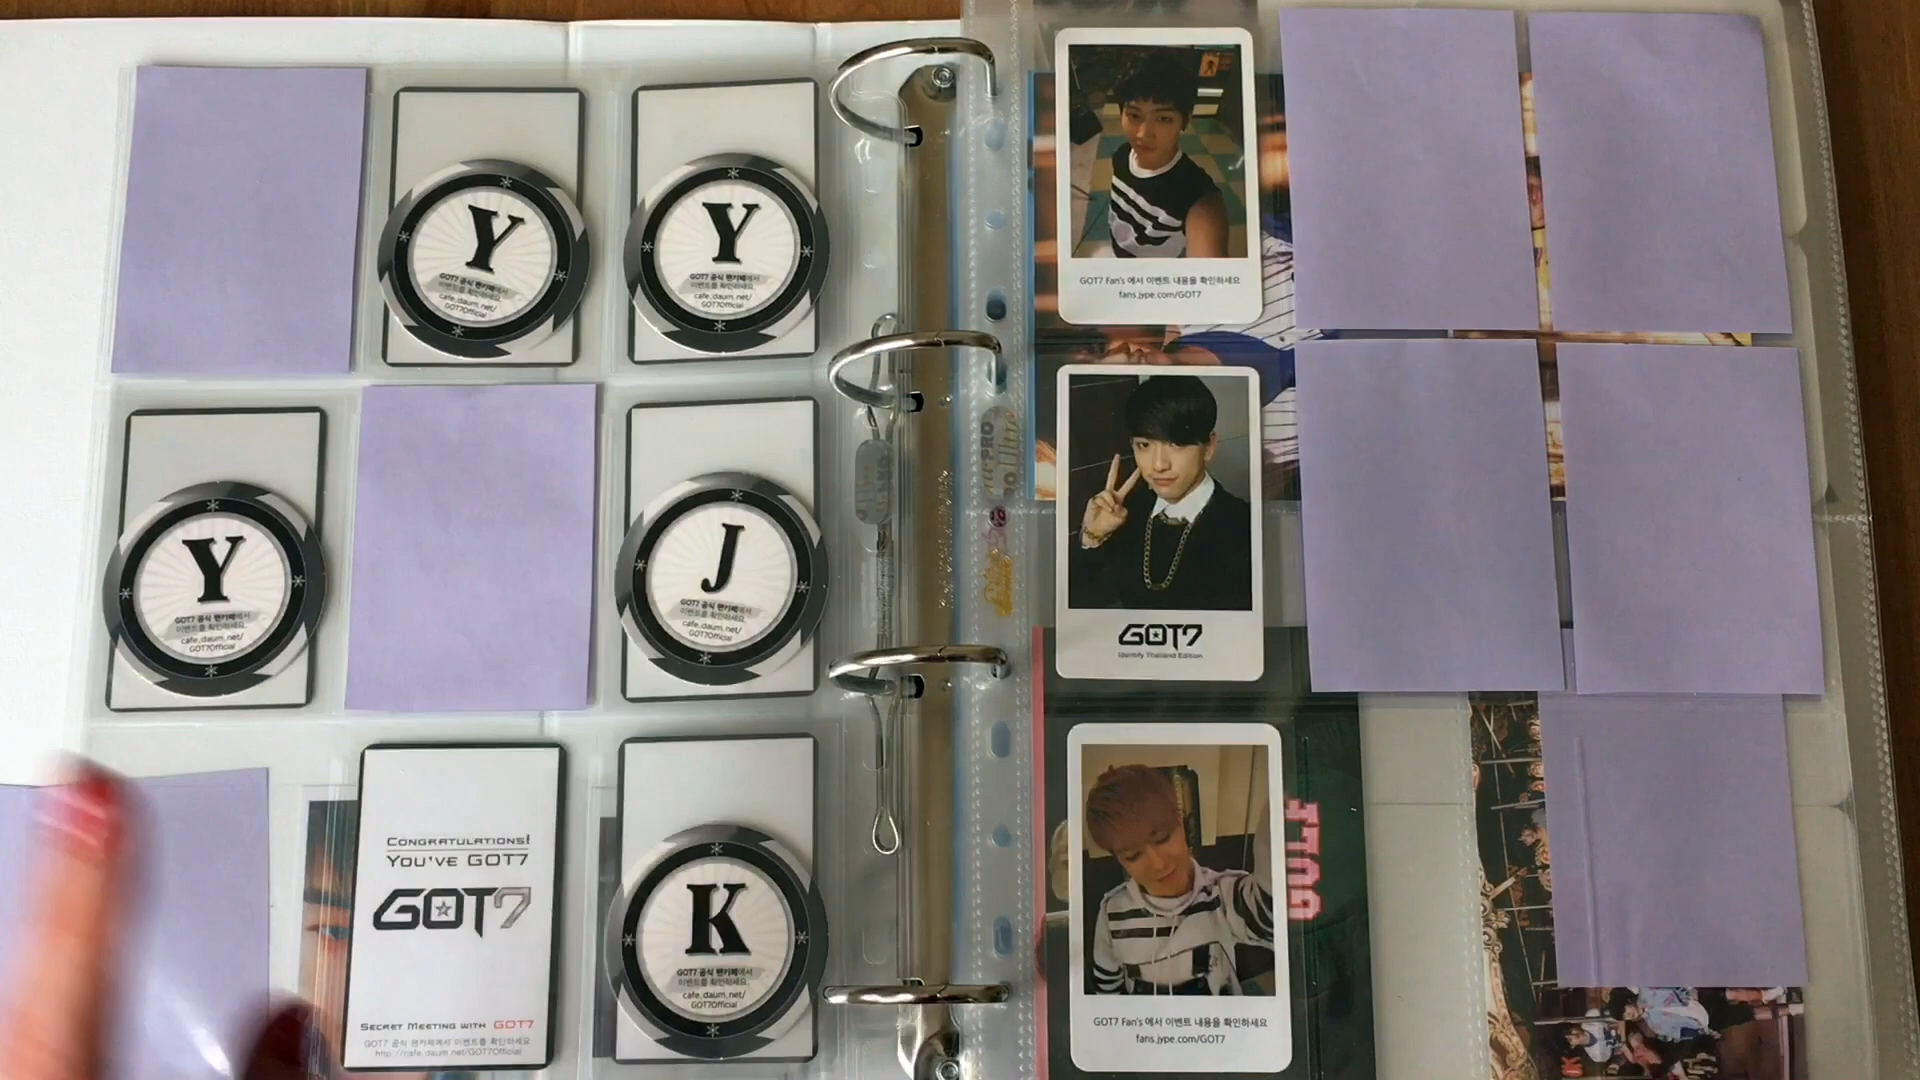 Y
GOT7 공식 팬카페에서
이벤트를 확인하세요.
cafe.daum.net/
GOT7Official
Y
GOT7 공식 팬카페에서
이벤트를 확인하세요.
cafe.daum.net/
GOT7Official
Y
GOT7 공식 팬카페에서
이벤트를 확인하세요.
cafe.daum.net/
GOT7Official
J
GOT7 공식 팬카페에서
이벤트를 확인하세요.
cafe.daum.net/
GOT7Official
CONGRATULATIONS!
YOU'VE GOT7
GOT7
SECRET MEETING WITH GOT7
GOT7 공식 팬카페에서 이벤트를 확인하세요
http://cafe.daum.net/GOT7Official
K
GOT7 공식 팬카페에서
이벤트를 확인하세요.
cafe.daum.net/
GOT7Official
GOT7 Fan's 에서 이벤트 내용을 확인하세요
fans.jype.com/GOT7
GOT7
Identify Thailand Edition
GOT7 Fan's 에서 이벤트 내용을 확인하세요
fans.jype.com/GOT7